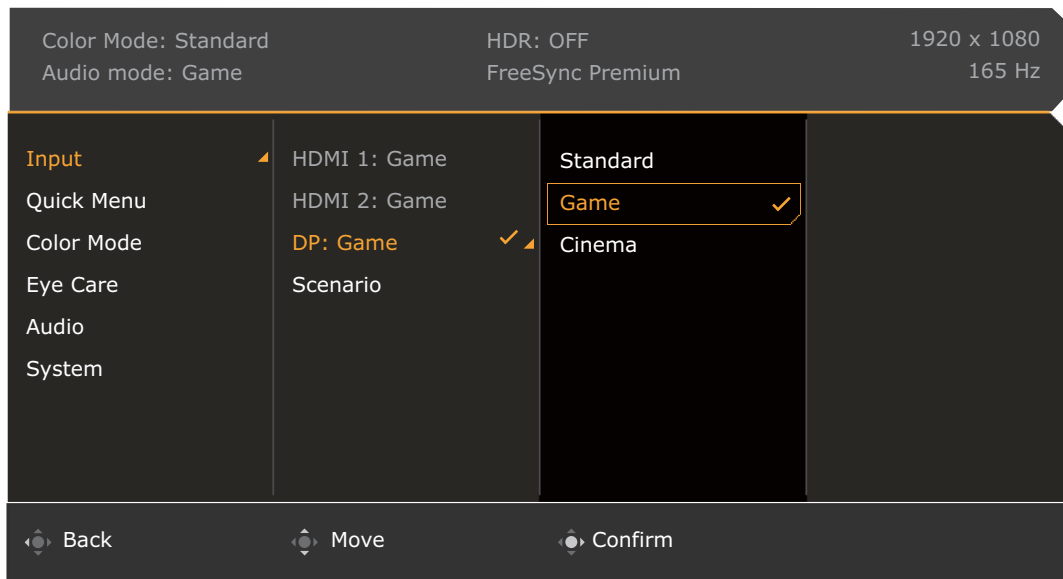 Color Mode: Standard
HDR: OFF
1920 x 1080
Audio mode: Game
FreeSync Premium
165 Hz
Input
Quick Menu
Color Mode
Eye Care
Audio
System
HDMI 1: Game
HDMI 2: Game
DP: Game
Scenario
Standard
Game
Cinema
Back
Move
Confirm